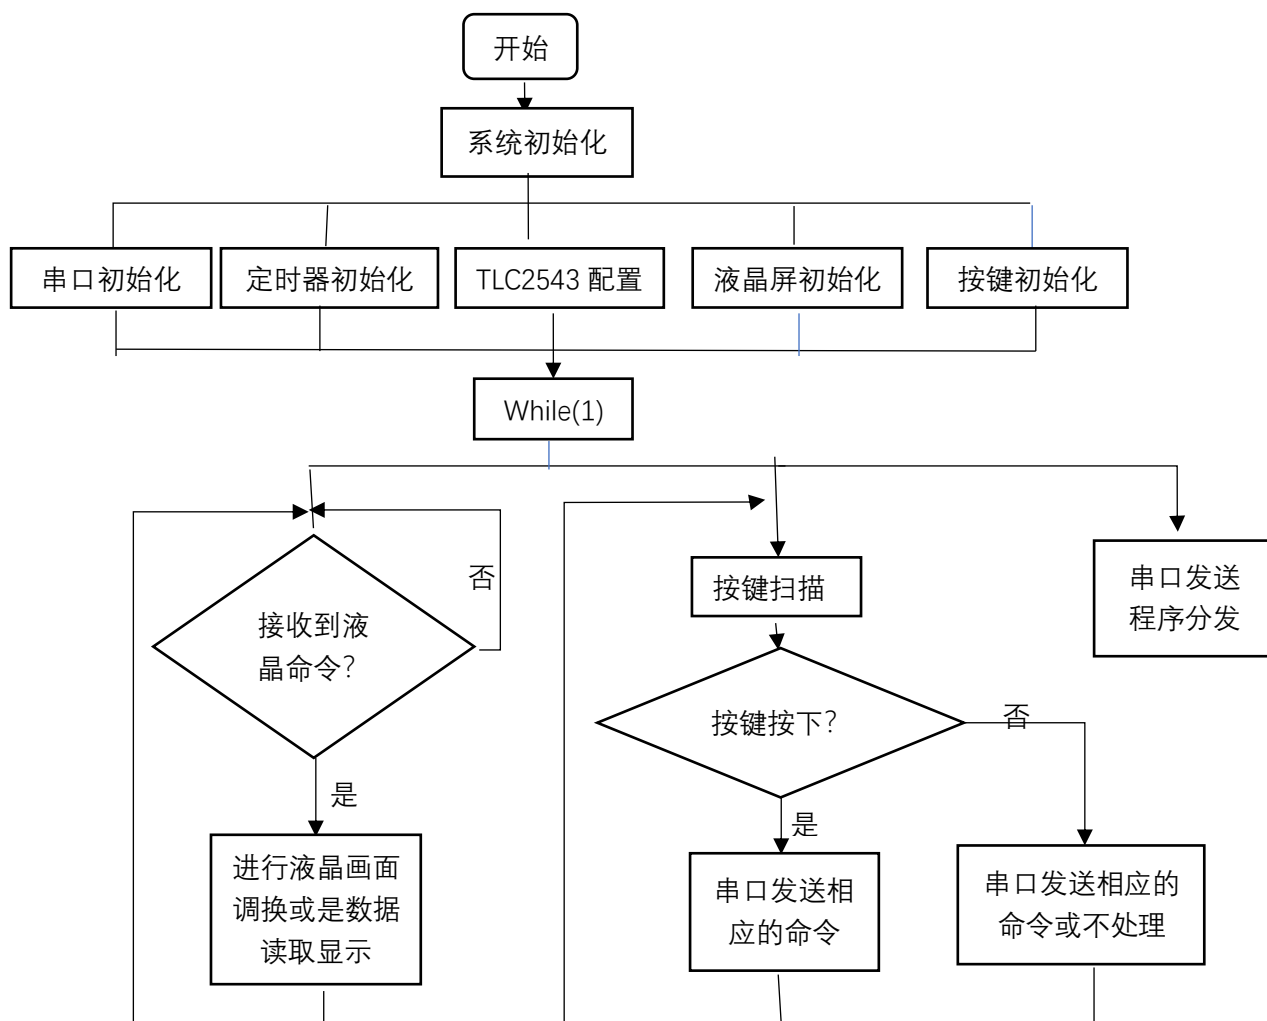 开始
系统初始化
串口初始化
定时器初始化
TLC2543 配置
液晶屏初始化
按键初始化
While(1)
否
接收到液
晶命令?
是
进行液晶画面
调换或是数据
读取显示
按键扫描
按键按下?
否
是
串口发送相
应的命令
串口发送相应的
命令或不处理
串口发送
程序分发